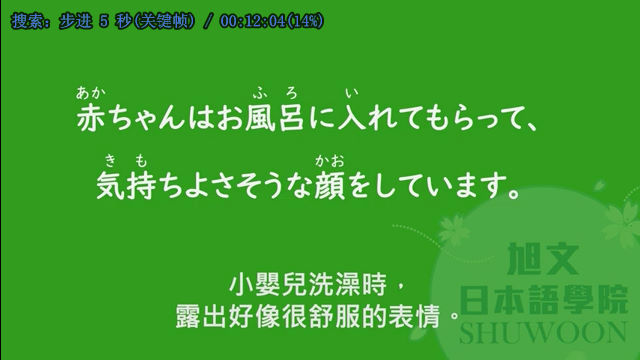 搜索: 步进 5 秒(关键帧) / 00:12:04(14%)
あか ふ ろ い
赤ちゃんはお風呂に入れてもらって、
き も かお
気持ちよさそうな顔をしています。
小嬰兒洗澡時，
露出好像很舒服的表情。
旭文
日本語學院
SHUWOON